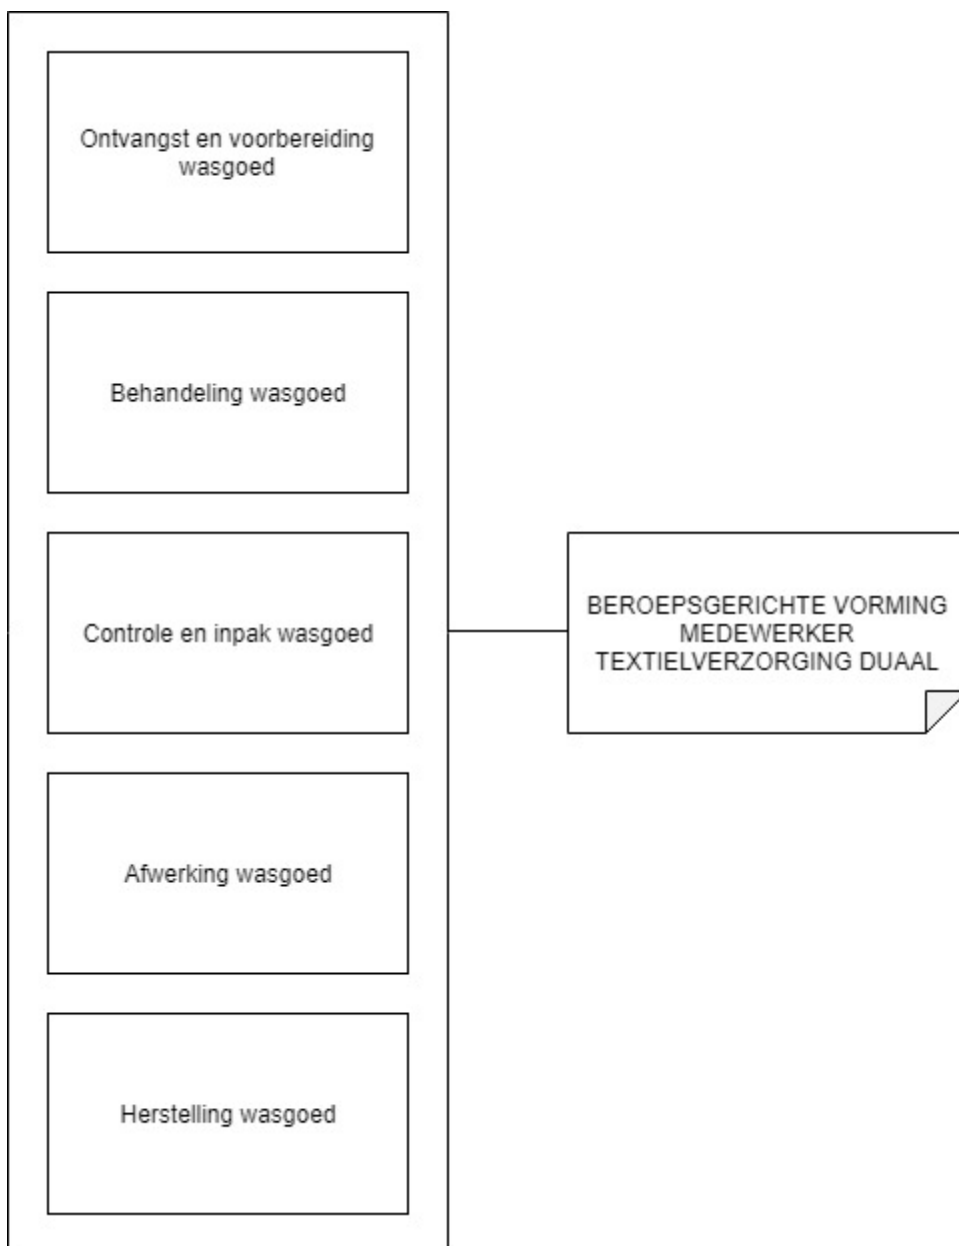 Ontvangst en voorbereiding
wasgoed
Behandeling wasgoed
Controle en inpak wasgoed
Afwerking wasgoed
Herstelling wasgoed
BEROEPSGERICHTE VORMING
MEDEWERKER
TEXTIELVERZORGING DUAAL